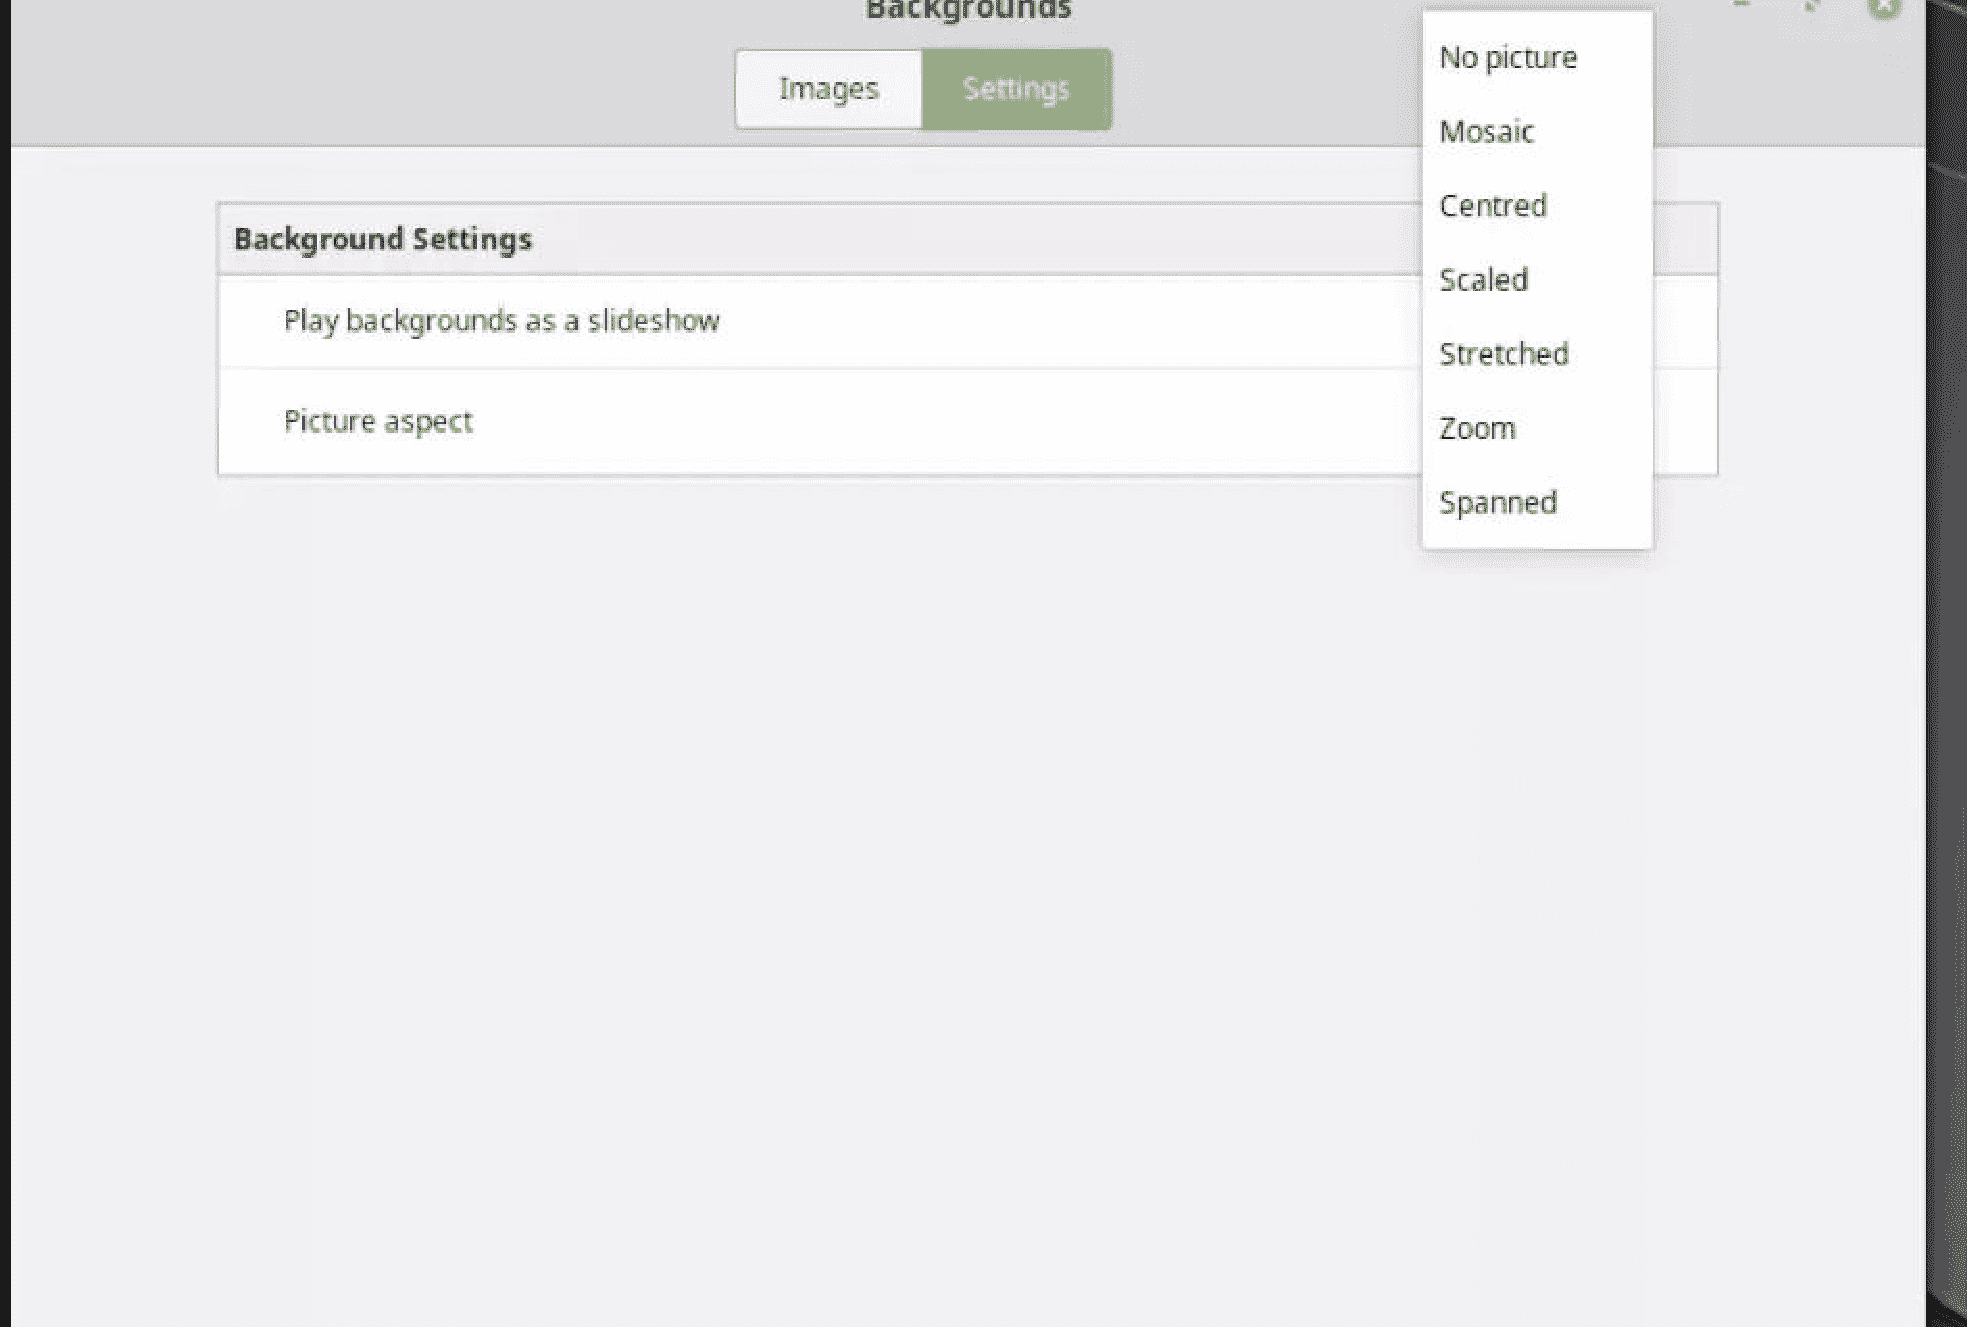 Backgrounds
Images
Settings
Background Settings
Play backgrounds as a slideshow
Picture aspect
No picture
Mosaic
Centred
Scaled
Stretched
Zoom
Spanned